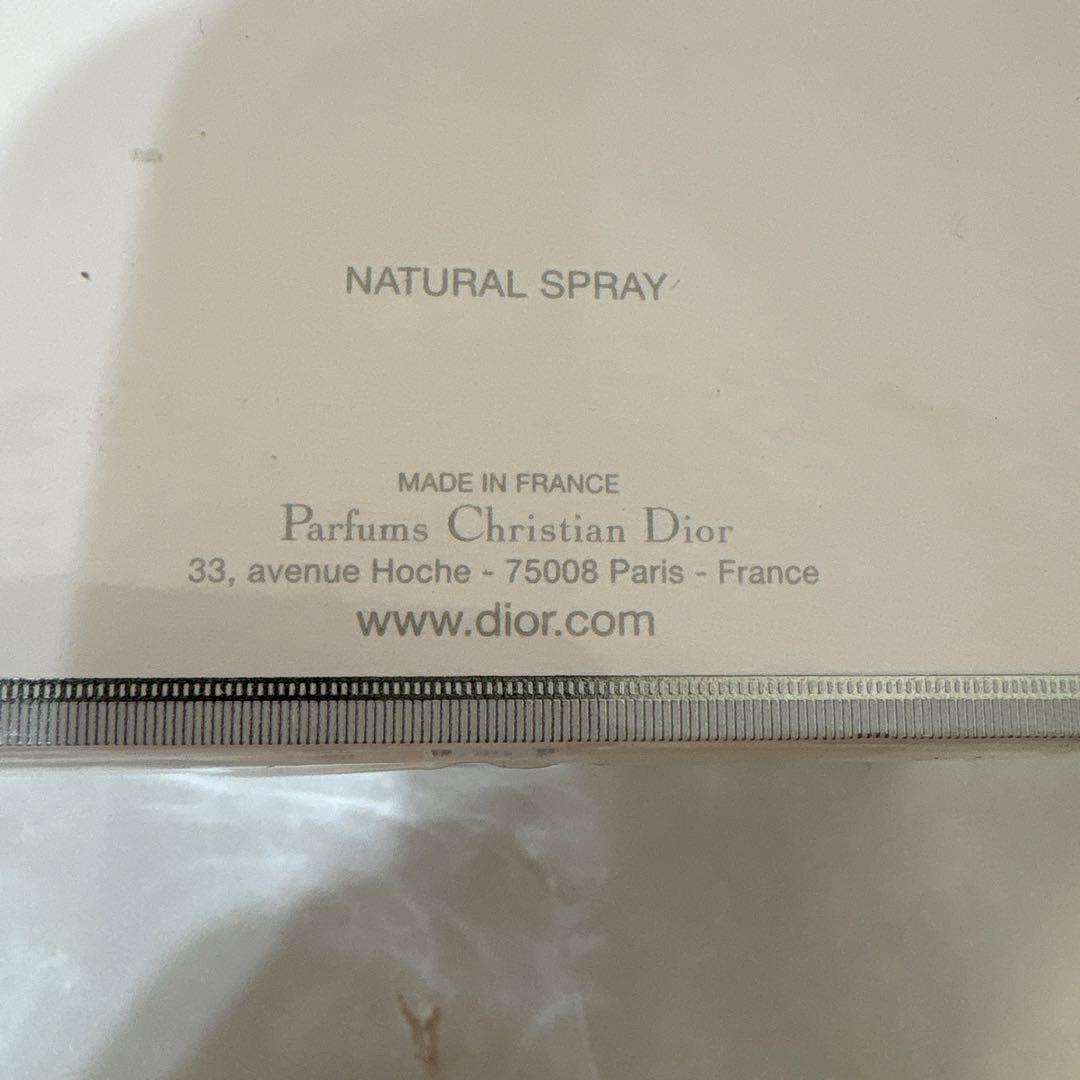 NATURAL SPRAY
MADE IN FRANCE
Parfums Christian Dior
33, avenue Hoche - 75008 Paris - France
www.dior.com